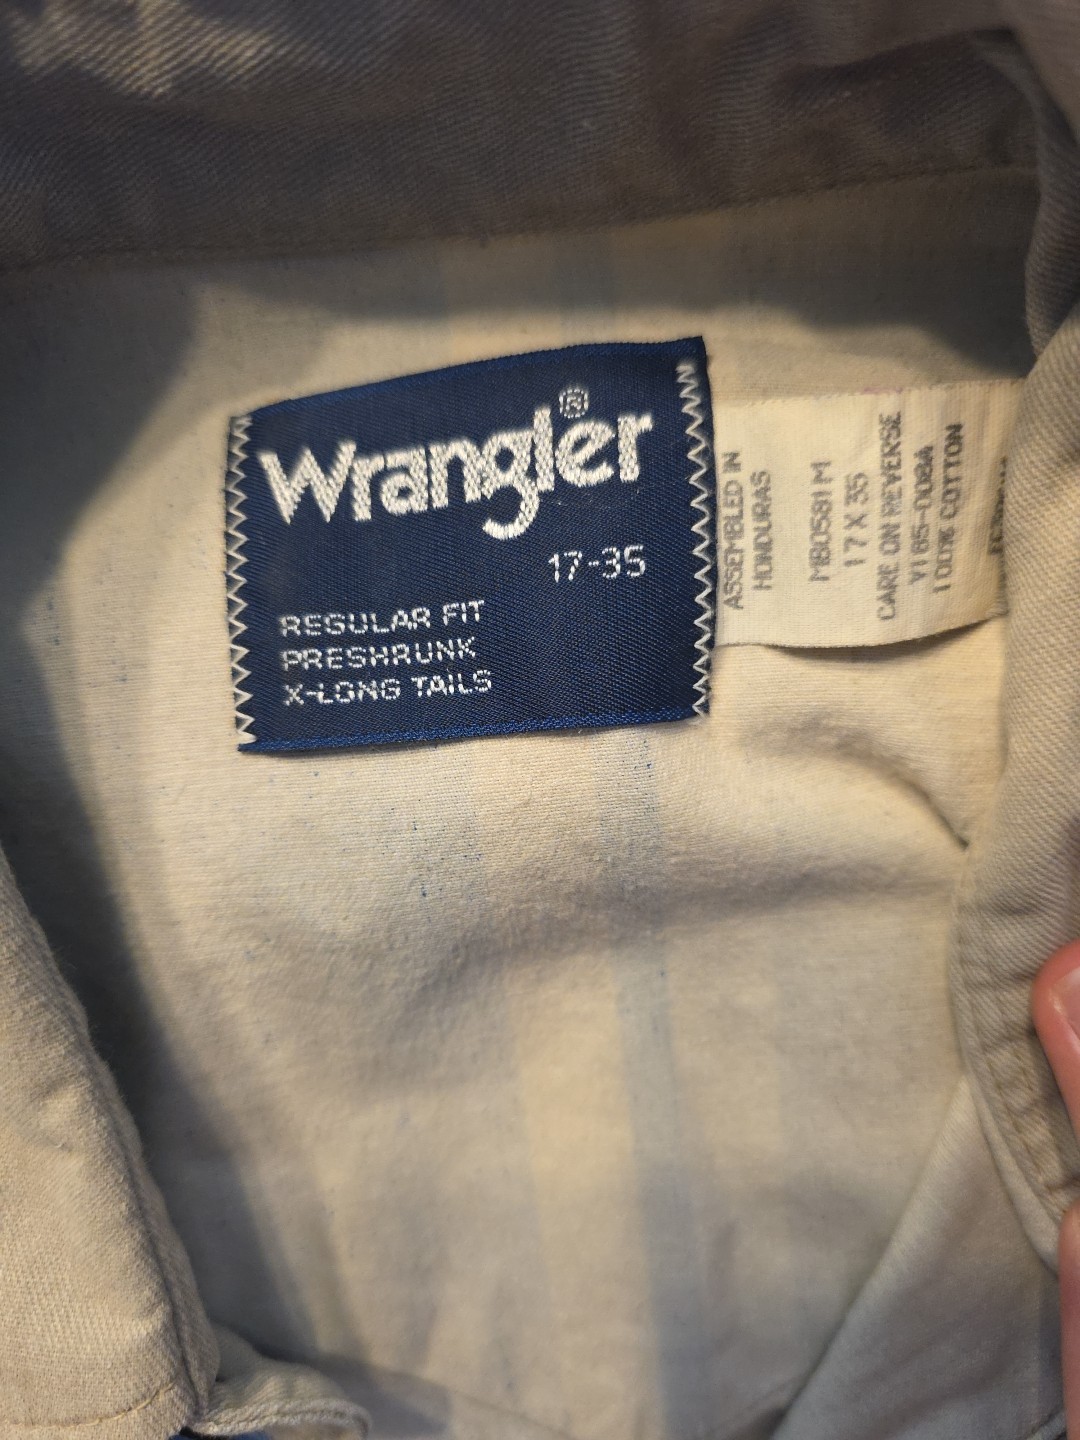 Wrangler®
17-35
REGULAR FIT
PRESHRUNK
X-LONG TAILS
ASSEMBLED IN
HONDURAS
MB0581M
17 X 35
CARE ON REVERSE
100% COTTON